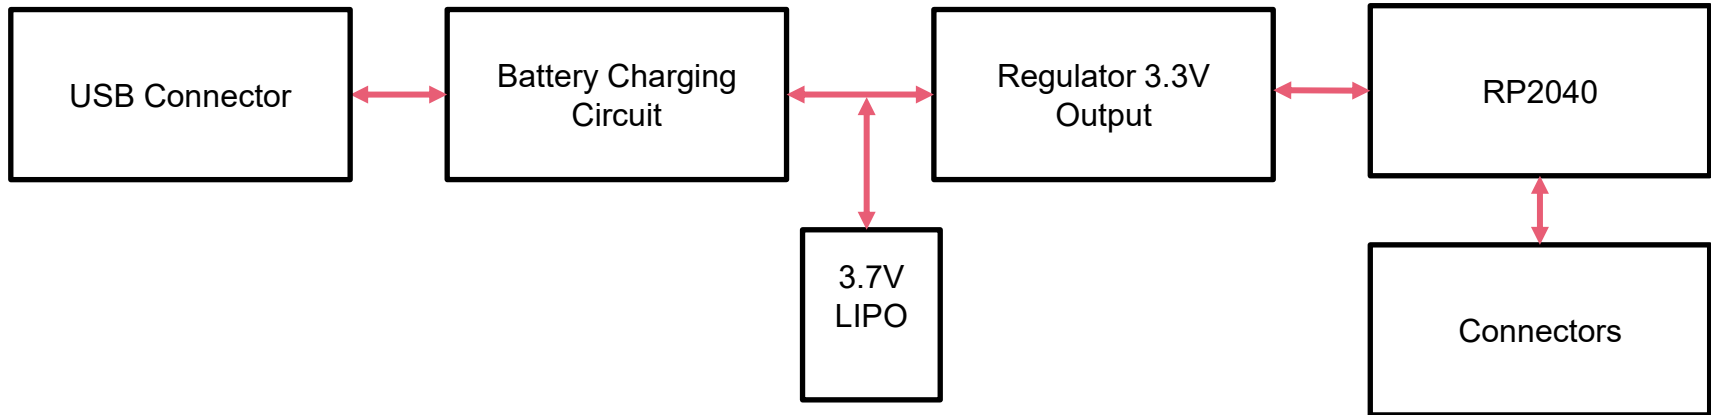 USB Connector
Battery Charging
Circuit
Regulator 3.3V
Output
RP2040
3.7V
LIPO
Connectors